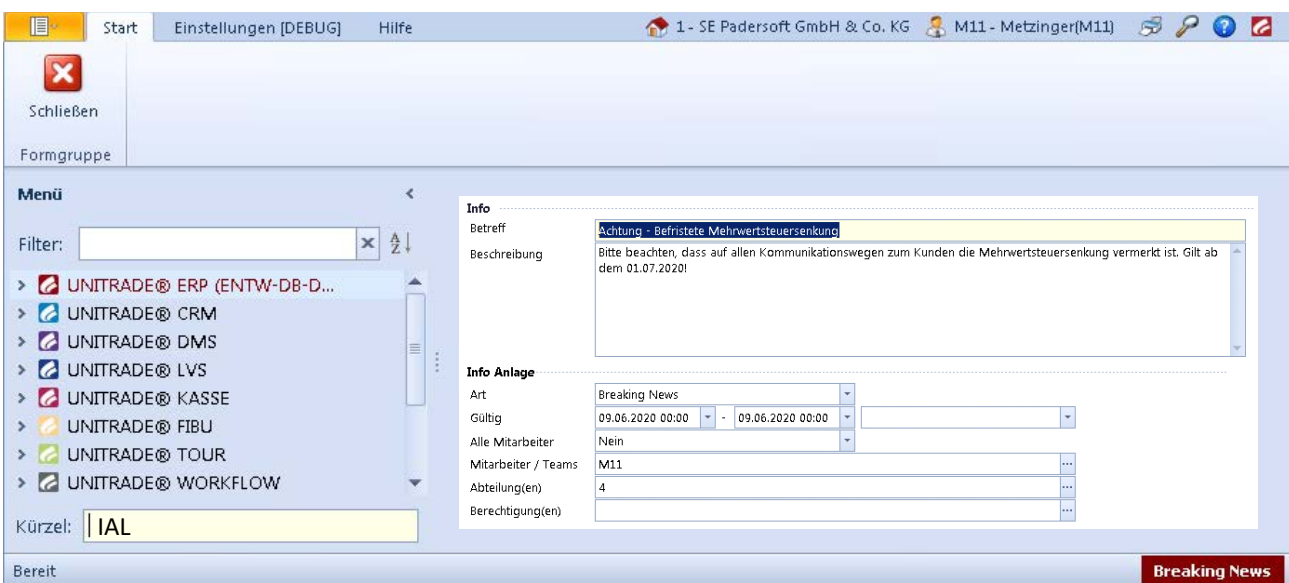 Start Einstellungen [DEBUG] Hilfe 1 - SE Padersoft GmbH & Co. KG M11 - Metzinger(M11)
Schließen
Formgruppe
Menü
Filter:
UNITRADE® ERP (ENTW-DB-D...
UNITRADE® CRM
UNITRADE® DMS
UNITRADE® LVS
UNITRADE® KASSE
UNITRADE® FIBU
UNITRADE® TOUR
UNITRADE® WORKFLOW
Kürzel: IAL
Info
Betreff Achtung - Befristete Mehrwertsteuersenkung
Beschreibung Bitte beachten, dass auf allen Kommunikationswegen zum Kunden die Mehrwertsteuersenkung vermerkt ist. Gilt ab
dem 01.07.2020!
Info Anlage
Art Breaking News
Gültig 09.06.2020 00:00 - 09.06.2020 00:00
Alle Mitarbeiter Nein
Mitarbeiter / Teams M11
Abteilung(en) 4
Berechtigung(en)
Bereit Breaking News